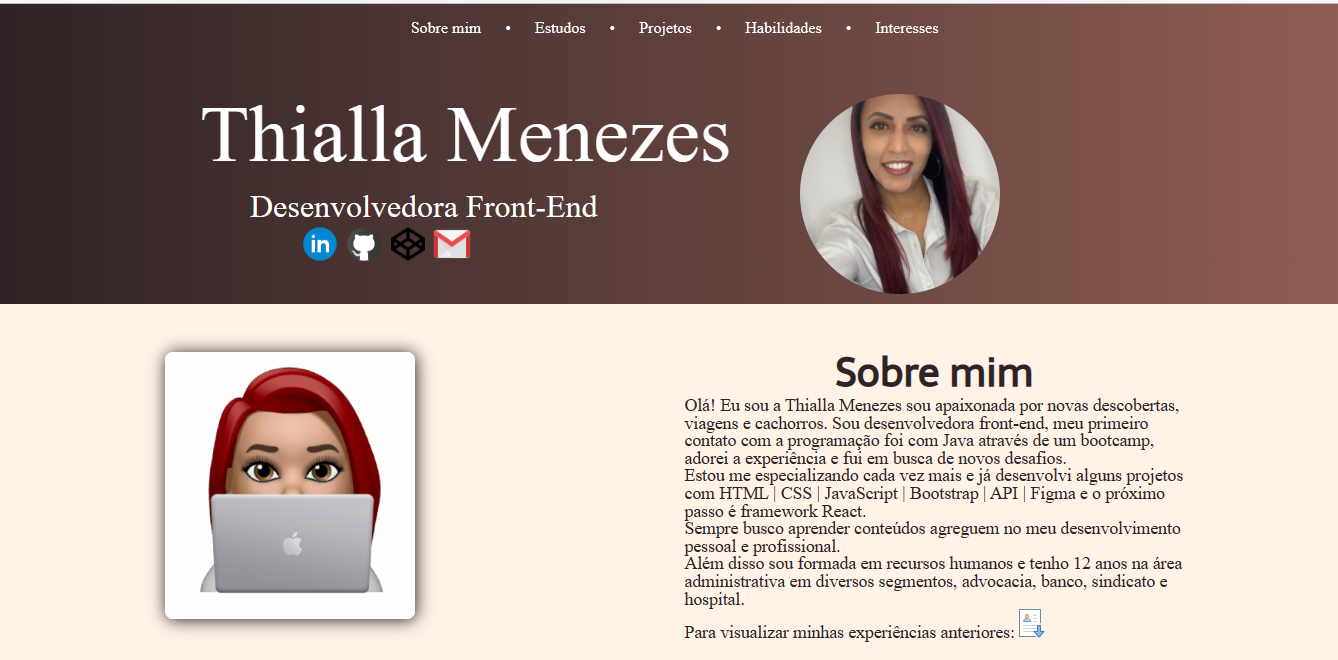 Sobre mim • Estudos • Projetos • Habilidades • Interesses
Thialla Menezes
Desenvolvedora Front-End
in
Sobre mim
Olá! Eu sou a Thialla Menezes sou apaixonada por novas descobertas,
viagens e cachorros. Sou desenvolvedora front-end, meu primeiro
contato com a programação foi com Java através de um bootcamp,
adorei a experiência e fui em busca de novos desafios.
Estou me especializando cada vez mais e já desenvolvi alguns projetos
com HTML | CSS | JavaScript | Bootstrap | API | Figma e o próximo
passo é framework React.
Sempre busco aprender conteúdos agreguem no meu desenvolvimento
pessoal e profissional.
Além disso sou formada em recursos humanos e tenho 12 anos na área
administrativa em diversos segmentos, advocacia, banco, sindicato e
hospital.
Para visualizar minhas experiências anteriores: